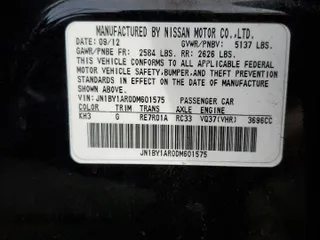 MANUFACTURED BY NISSAN MOTOR CO.,LTD.
DATE: 09/12 GVWR/PNBV: 5137 LBS.
GAWR/PNBE FR: 2584 LBS. RR: 2626 LBS.
THIS VEHICLE CONFORMS TO ALL APPLICABLE FEDERAL
MOTOR VEHICLE SAFETY,BUMPER,AND THEFT PREVENTION
STANDARDS IN EFFECT ON THE DATE OF
MANUFACTURE SHOWN ABOVE.
V.I.N.: JN1BY1AR0DM601575 PASSENGER CAR
COLOR TRIM TRANS AXLE ENGINE
KH3 G RE7R01A RC33 VQ37(VHR) 3696CC
JN1BY1AR0DM601575